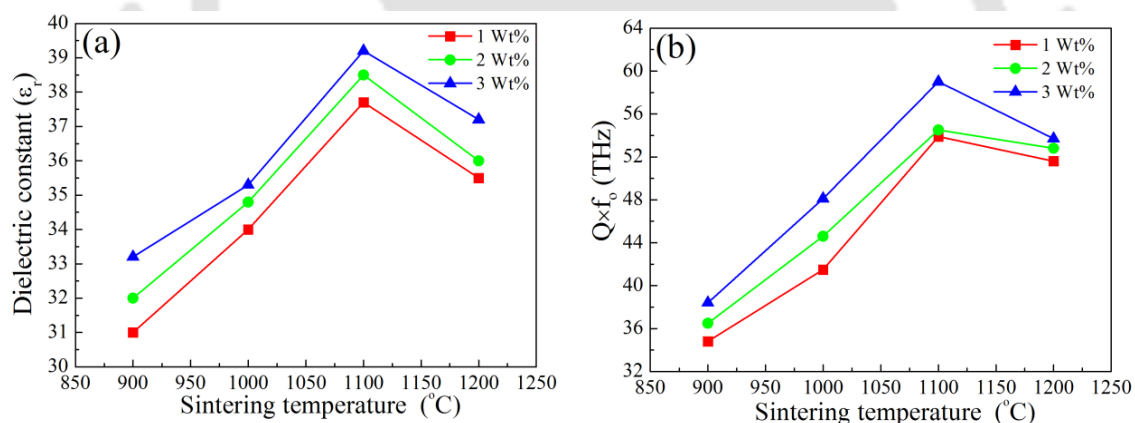 (a)
1 Wt%
2 Wt%
3 Wt%
Dielectric constant (εr)
40
39
38
37
36
35
34
33
32
31
30
850 900 950 1000 1050 1100 1150 1200 1250
Sintering temperature (°C)
(b)
1 Wt%
2 Wt%
3 Wt%
Q×fo (THz)
64
60
56
52
48
44
40
36
32
850 900 950 1000 1050 1100 1150 1200 1250
Sintering temperature (°C)